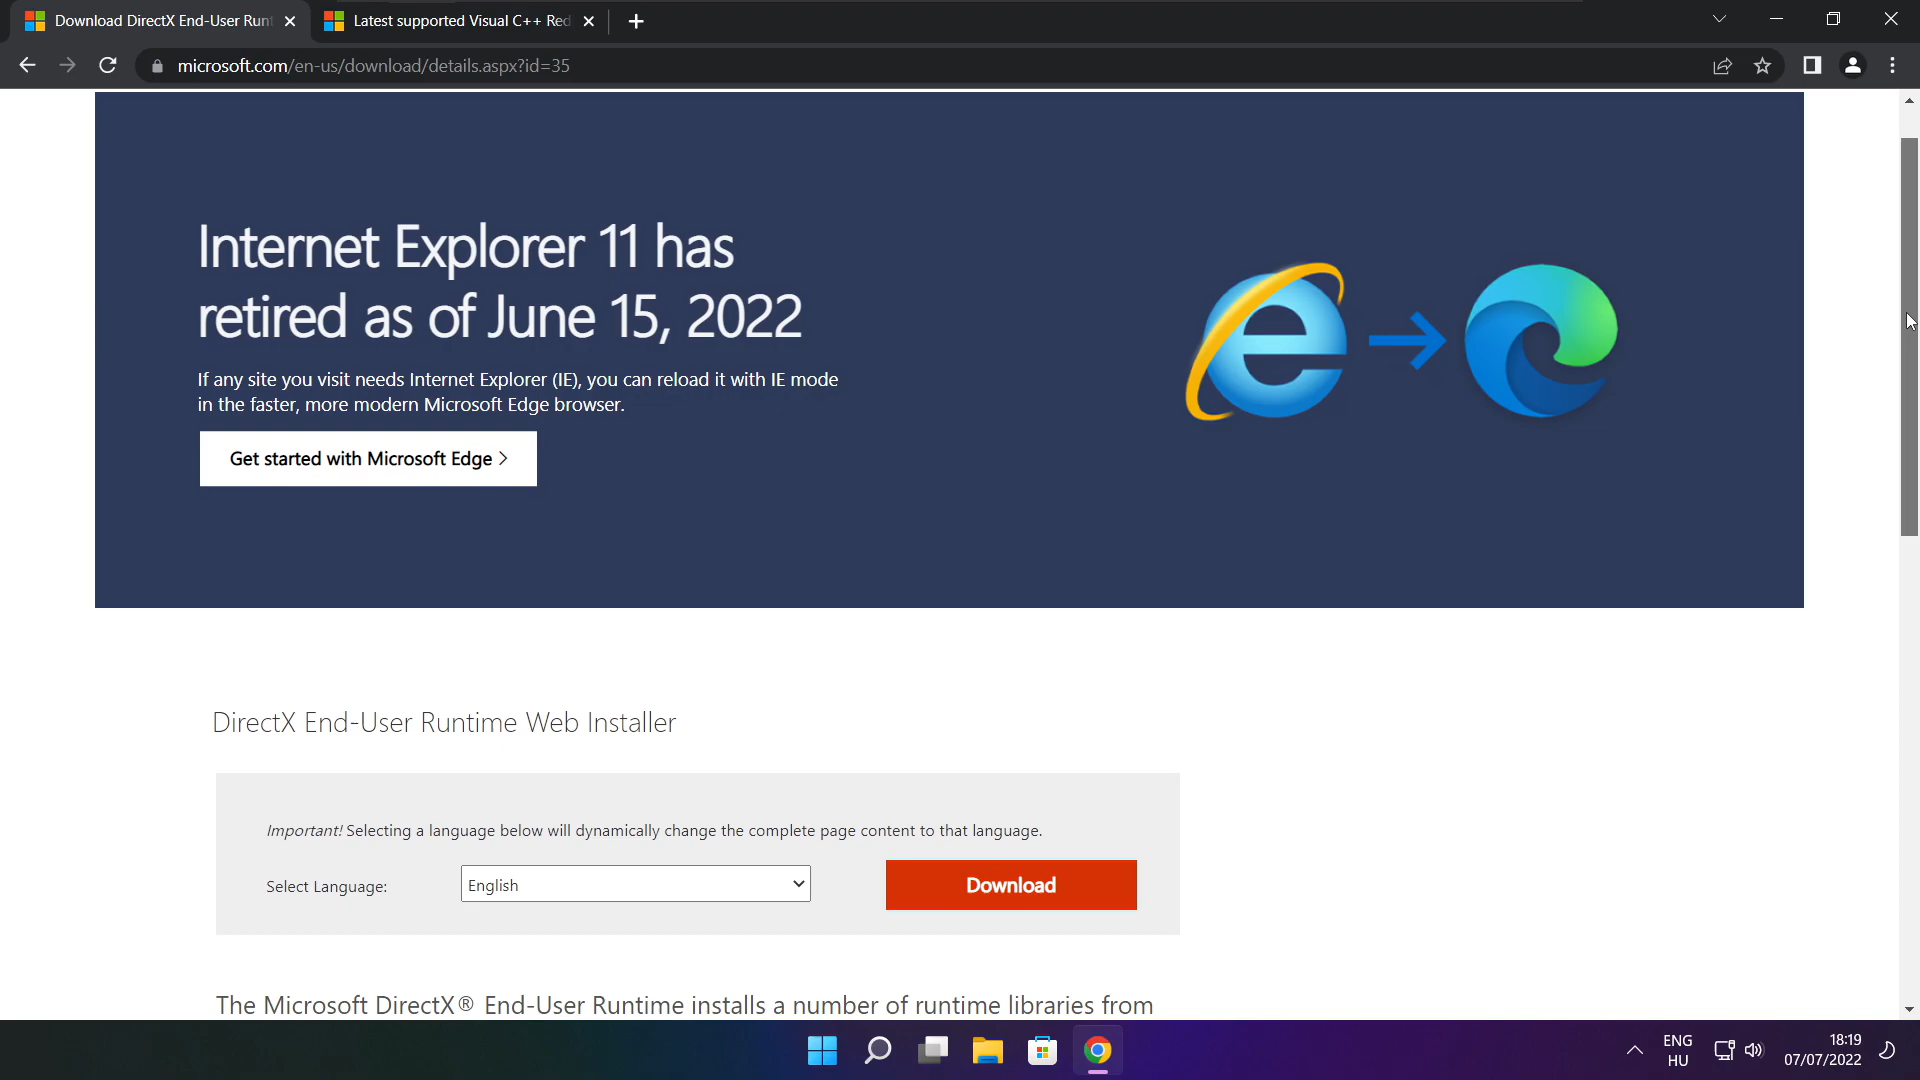 Download DirectX End-User Runt
Latest supported Visual C++ Red
microsoft.com/en-us/download/details.aspx?id=35
Internet Explorer 11 has
retired as of June 15, 2022
If any site you visit needs Internet Explorer (IE), you can reload it with IE mode
in the faster, more modern Microsoft Edge browser.
Get started with Microsoft Edge >
DirectX End-User Runtime Web Installer
Important! Selecting a language below will dynamically change the complete page content to that language.
Select Language:
English
Download
The Microsoft DirectX® End-User Runtime installs a number of runtime libraries from
ENG
HU
18:19
07/07/2022